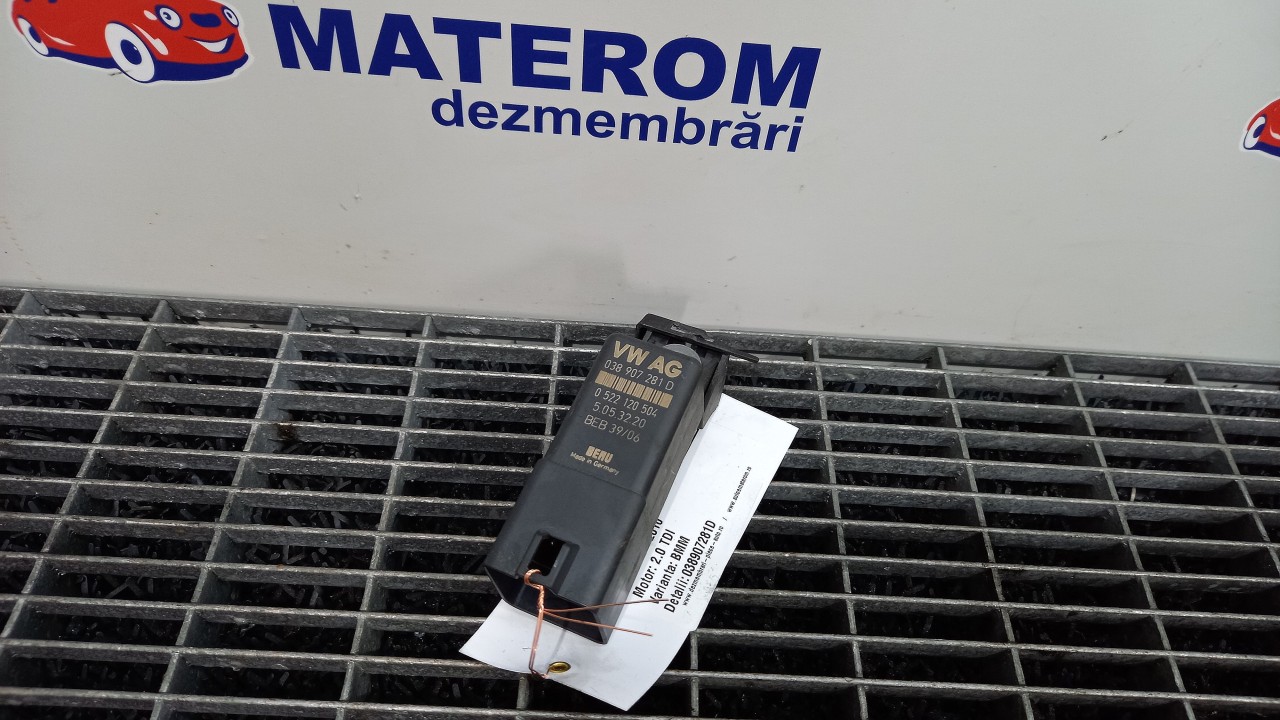 MATEROM
dezmembrări
VW AG
038 907 281 D
0 522 120 504
5 05 32 20
BEB 39/06
BERU
Made in Germany
Motor: 2.0 TDI
Varianta: BMM
Detalii: 038907281D